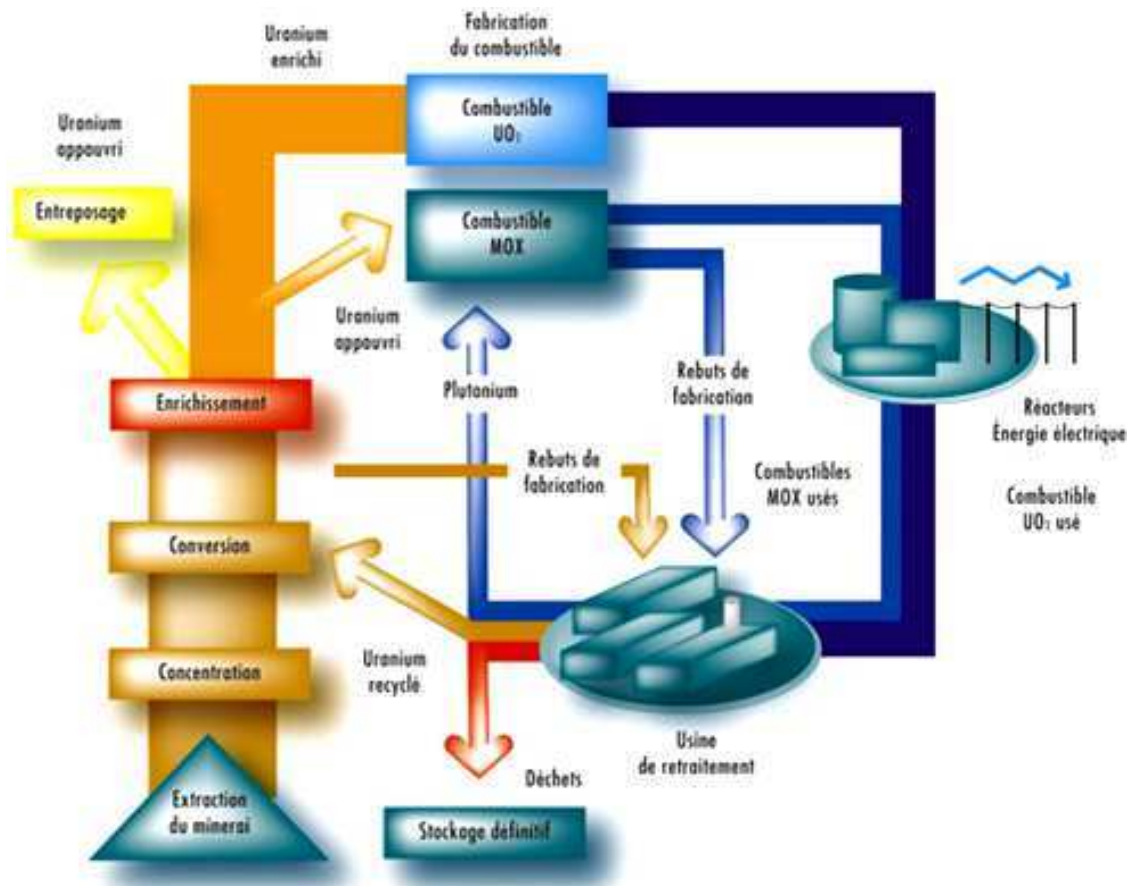 Uranium
enrichi
Fabrication
du combustible
Combustible
UO₂
Uranium
appauvri
Entreposage
Combustible
MOX
Uranium
appauvri
Enrichissement
Plutonium
Rebuts de
fabrication
Réacteurs
Énergie électrique
Rebuts de
fabrication
Combustibles
MOX usés
Combustible
UO₂ usé
Conversion
Concentration
Uranium
recyclé
Usine
de retraitement
Extraction
du minerai
Déchets
Stockage définitif